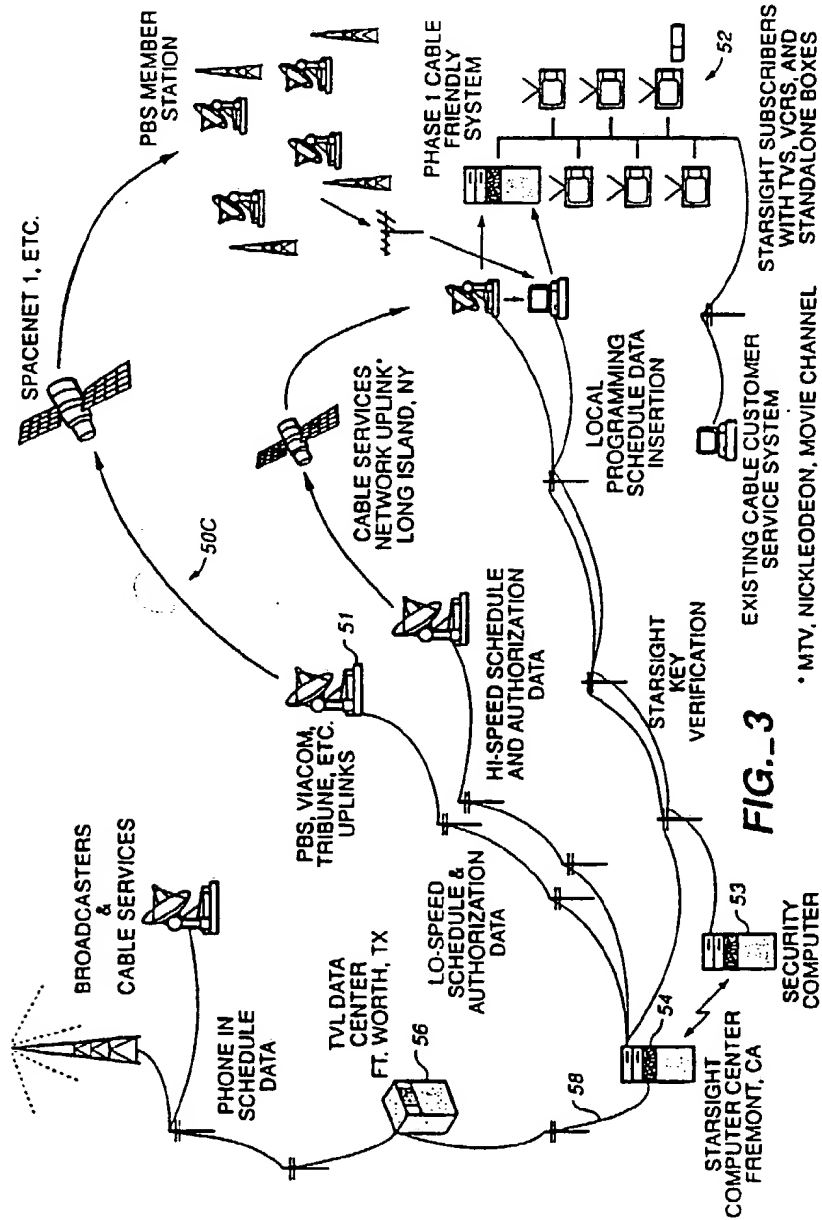 BROADCASTERS
&
CABLE SERVICES
PHONE IN
SCHEDULE
DATA
TVL DATA
CENTER
FT. WORTH, TX
56
58
54
STARSIGHT
COMPUTER CENTER
FREMONT, CA
53
SECURITY
COMPUTER
LO-SPEED
SCHEDULE &
AUTHORIZATION
DATA
PBS, VIACOM,
TRIBUNE, ETC.
UPLINKS
51
50C
SPACENET 1, ETC.
HI-SPEED SCHEDULE
AND AUTHORIZATION
DATA
CABLE SERVICES
NETWORK UPLINK*
LONG ISLAND, NY
STARSIGHT
KEY
VERIFICATION
LOCAL
PROGRAMMING
SCHEDULE DATA
INSERTION
PBS MEMBER
STATION
PHASE 1 CABLE
FRIENDLY
SYSTEM
52
EXISTING CABLE CUSTOMER
SERVICE SYSTEM
STARSIGHT SUBSCRIBERS
WITH TVS, VCRS, AND
STANDALONE BOXES
* MTV, NICKLEODEON, MOVIE CHANNEL
FIG._3